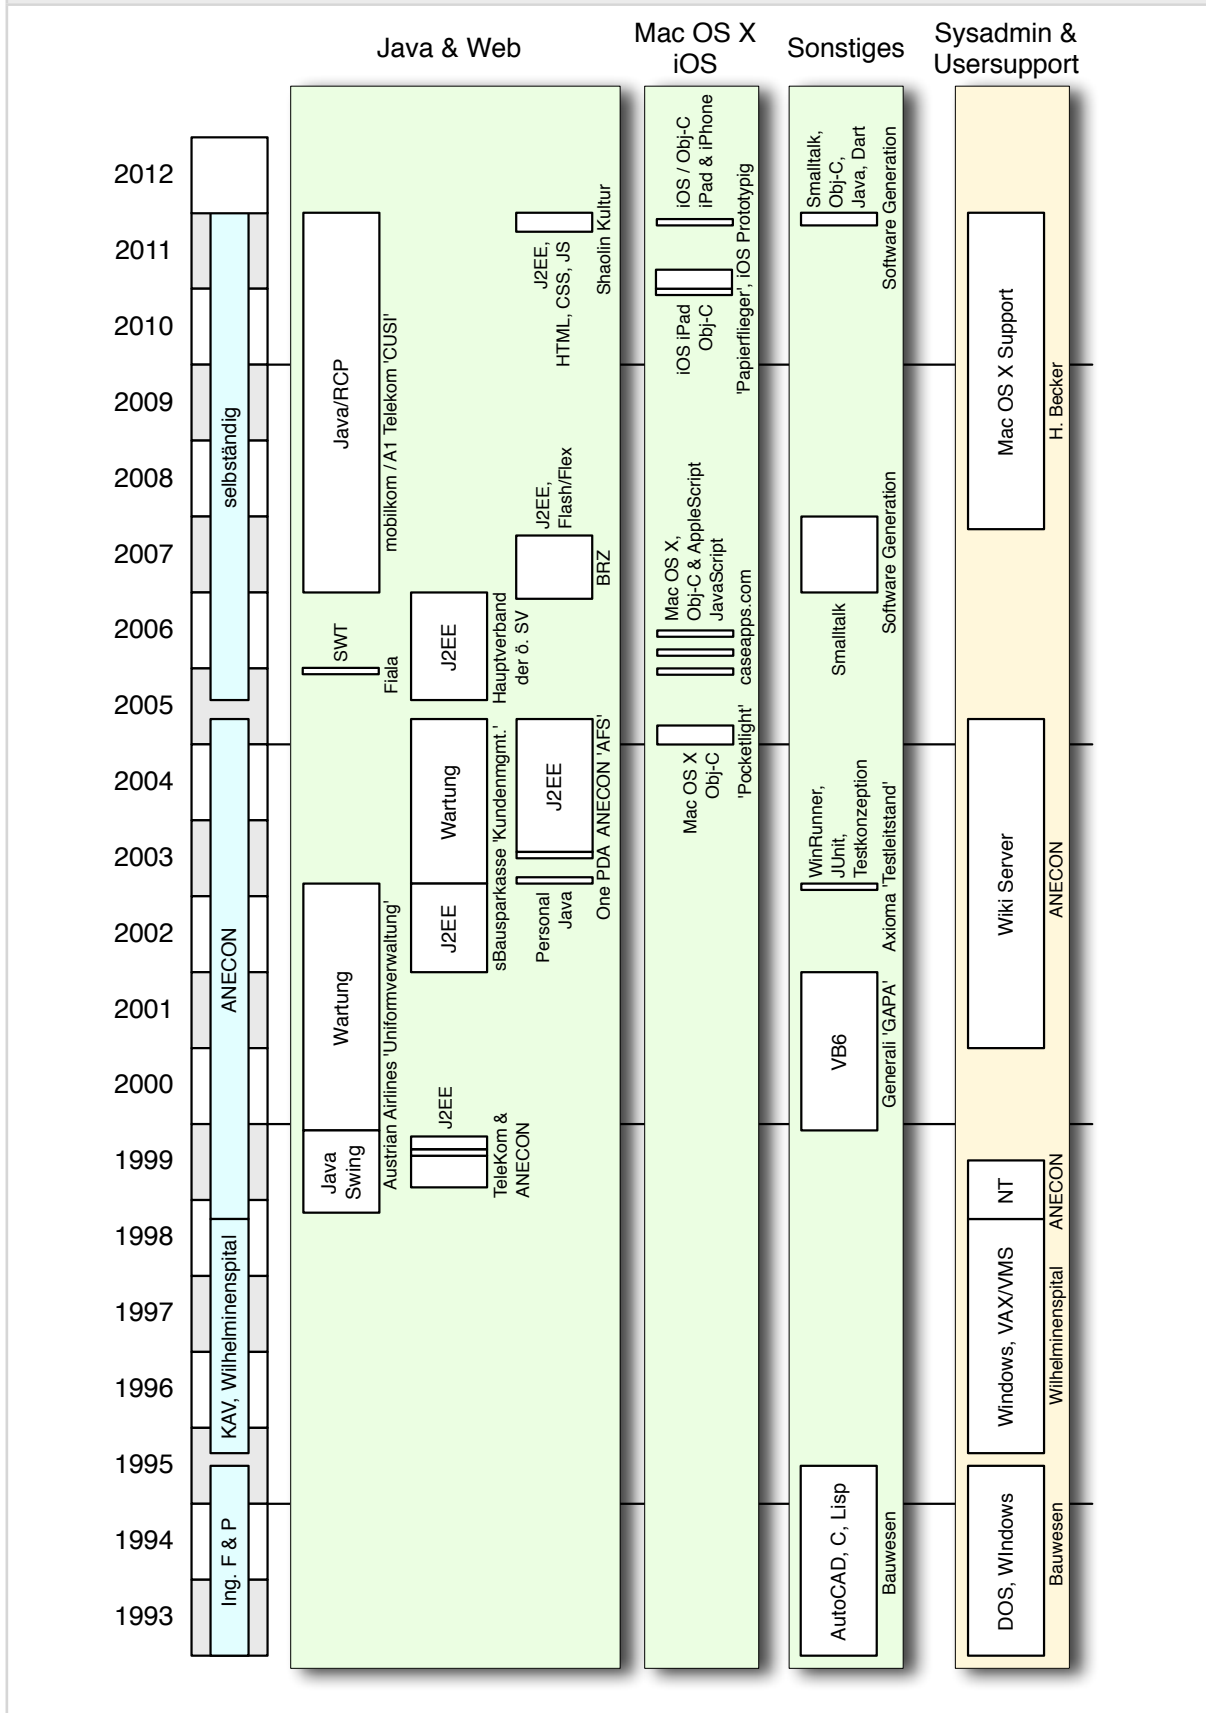 Java & Web
Mac OS X
iOS
Sonstiges
Sysadmin &
Usersupport
2012
2011
2010
2009
2008
2007
2006
2005
2004
2003
2002
2001
2000
1999
1998
1997
1996
1995
1994
1993
selbständig
ANECON
KAV, Wilhelminenspital
Ing. F & P
Java/RCP
mobilkom / A1 Telekom 'CUSI'
SWT
Fiala
Wartung
Java
Swing
Austrian Airlines 'Uniformverwaltung'
J2EE
Hauptverband
der ö. SV
Wartung
J2EE
sBausparkasse 'Kundenmgmt.'
J2EE
TeleKom &
ANECON
J2EE,
HTML, CSS, JS
Shaolin Kultur
J2EE,
Flash/Flex
BRZ
J2EE
Personal
Java
One PDA ANECON 'AFS'
iOS / Obj-C
iPad & iPhone
iOS iPad
Obj-C
'Papierflieger', iOS Prototypig
Mac OS X,
Obj-C & AppleScript
JavaScript
caseapps.com
Mac OS X
Obj-C
'Pocketlight'
Smalltalk,
Obj-C,
Java, Dart
Software Generation
Smalltalk
Software Generation
WinRunner,
JUnit,
Testkonzeption
Axioma 'Testleitstand'
VB6
Generali 'GAPA'
AutoCAD, C, Lisp
Bauwesen
Mac OS X Support
H. Becker
Wiki Server
ANECON
NT
ANECON
Windows, VAX/VMS
Wilhelminenspital
DOS, WIndows
Bauwesen